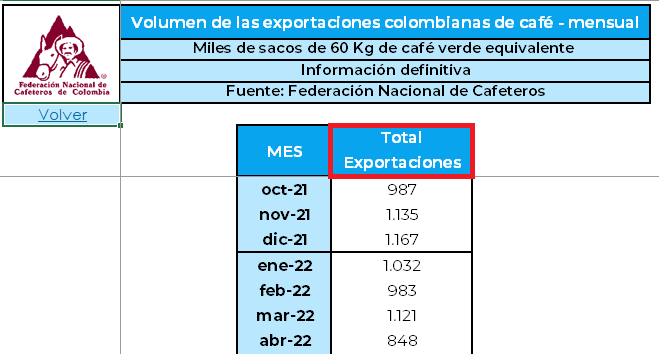 Volumen de las exportaciones colombianas de café - mensual
Miles de sacos de 60 Kg de café verde equivalente
Información definitiva
Fuente: Federación Nacional de Cafeteros
Federación Nacional de
Cafeteros de Colombia
Volver
MES Total Exportaciones
oct-21 987
nov-21 1.135
dic-21 1.167
ene-22 1.032
feb-22 983
mar-22 1.121
abr-22 848